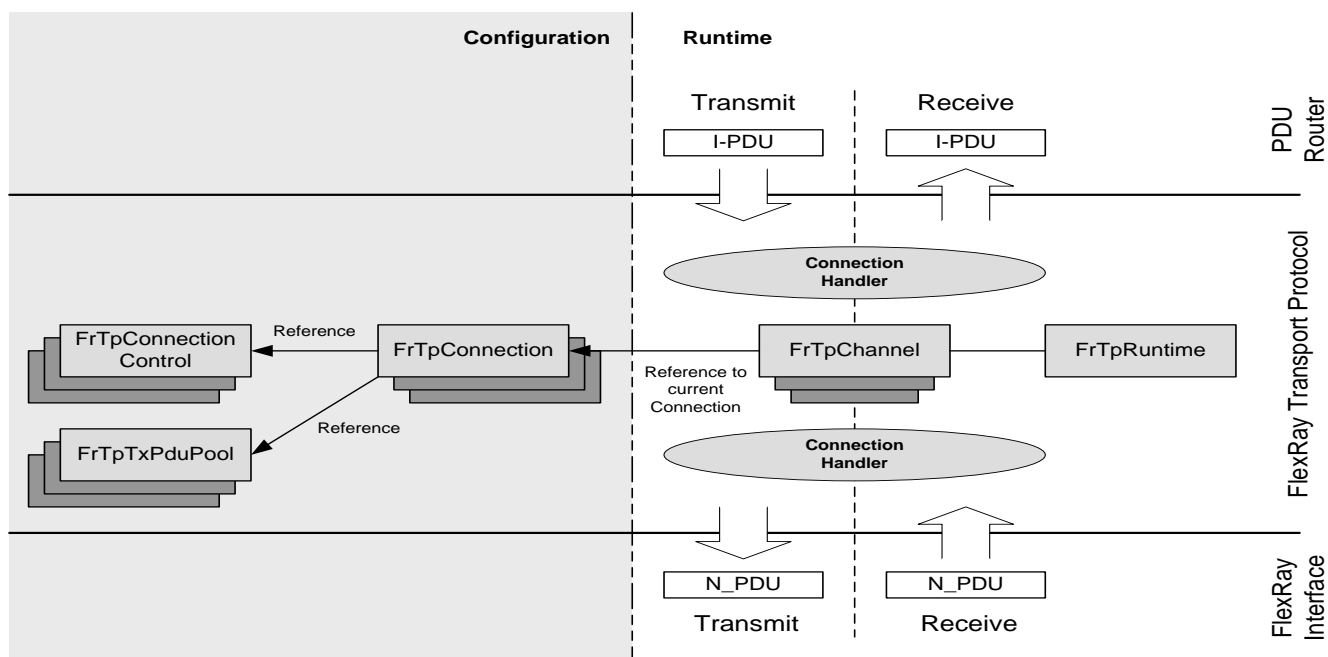 Configuration
Runtime
Transmit
Receive
I-PDU
I-PDU
PDU
Router
Connection
Handler
FrTpConnection
Control
Reference
FrTpConnection
FrTpChannel
FrTpRuntime
Reference to
current
Connection
Reference
FrTpTxPduPool
Connection
Handler
FlexRay Transport Protocol
N_PDU
N_PDU
Transmit
Receive
FlexRay
Interface